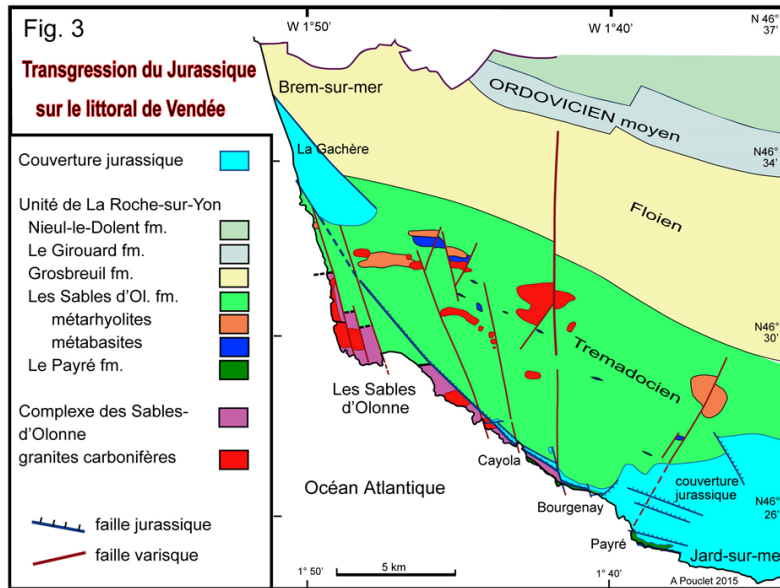 Fig. 3
Transgression du Jurassique
sur le littoral de Vendée
W 1°50'
W 1°40'
N 46°
37'
Brem-sur-mer
ORDOVICIEN moyen
La Gachère
N46°
34'
Floien
Couverture jurassique
Unité de La Roche-sur-Yon
Nieul-le-Dolent fm.
Le Girouard fm.
Grosbreuil fm.
Les Sables d'Ol. fm.
métarhyolites
métabasites
Le Payré fm.
Complexe des Sables-
d'Olonne
granites carbonifères
faille jurassique
faille varisque
N46°
30'
Tremadocien
Les Sables
d'Olonne
Cayola
Océan Atlantique
Bourgenay
couverture
jurassique
N46°
26'
Payré
Jard-sur-mer
1° 50'
5 km
1° 40'
A Pouclet 2015